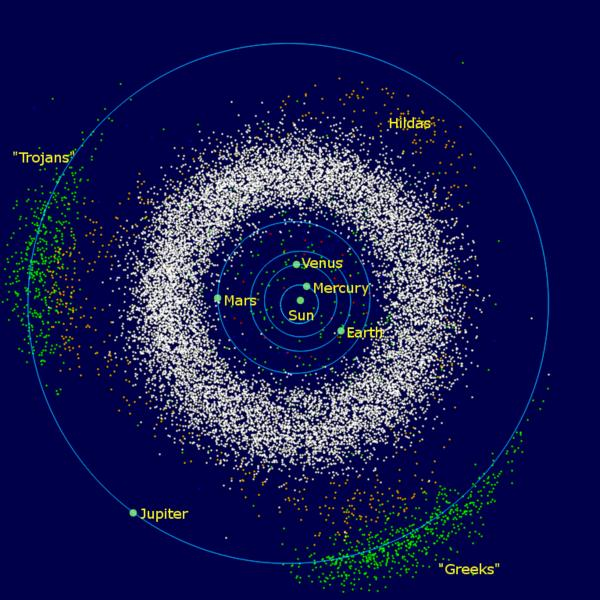 Hildas
"Trojans"
Venus
Mercury
Mars
Sun
Earth
Jupiter
"Greeks"